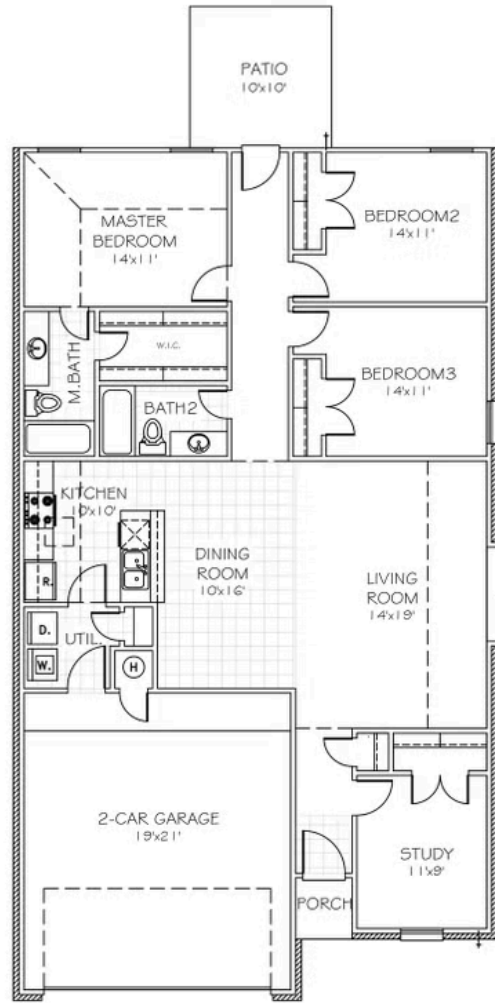 PATIO
10'x10'
MASTER
BEDROOM
14'x11'
BEDROOM2
14'x11'
W.I.C.
M.BATH
BEDROOM3
14'x11'
BATH2
KITCHEN
10'x10'
DINING
ROOM
10'x16'
LIVING
ROOM
14'x19'
R.
D.
UTIL.
W.
H
2-CAR GARAGE
19'x21'
STUDY
11'x9'
PORCH